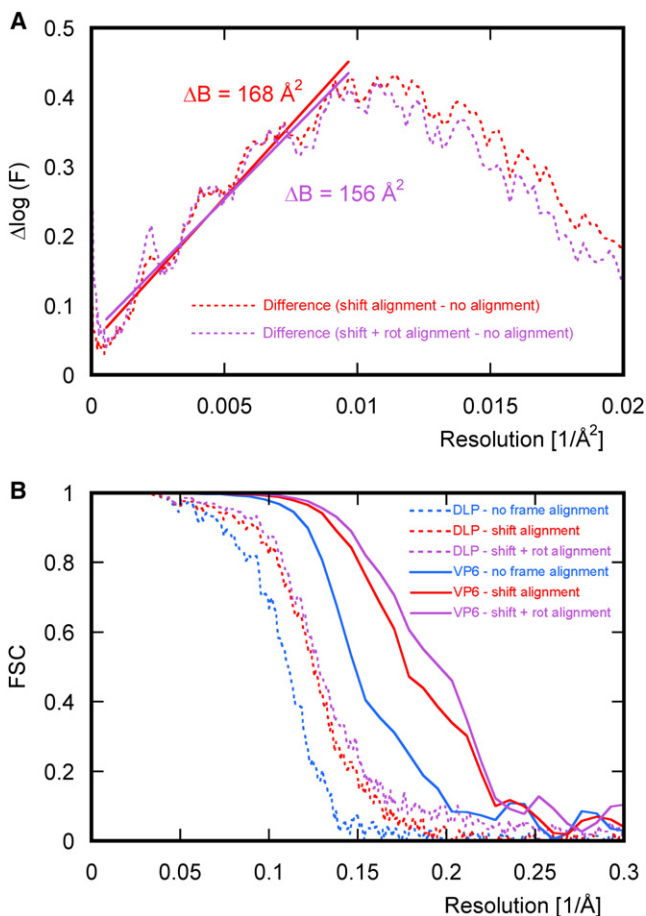 A
0.5
0.4
0.3
0.2
0.1
0
Δlog (F)
ΔB = 168 Å²
ΔB = 156 Å²
Difference (shift alignment - no alignment)
Difference (shift + rot alignment - no alignment)
0 0.005 0.01 0.015 0.02
Resolution [1/Å²]
B
1
0.8
0.6
0.4
0.2
0
FSC
DLP - no frame alignment
DLP - shift alignment
DLP - shift + rot alignment
VP6 - no frame alignment
VP6 - shift alignment
VP6 - shift + rot alignment
0 0.05 0.1 0.15 0.2 0.25 0.3
Resolution [1/Å]